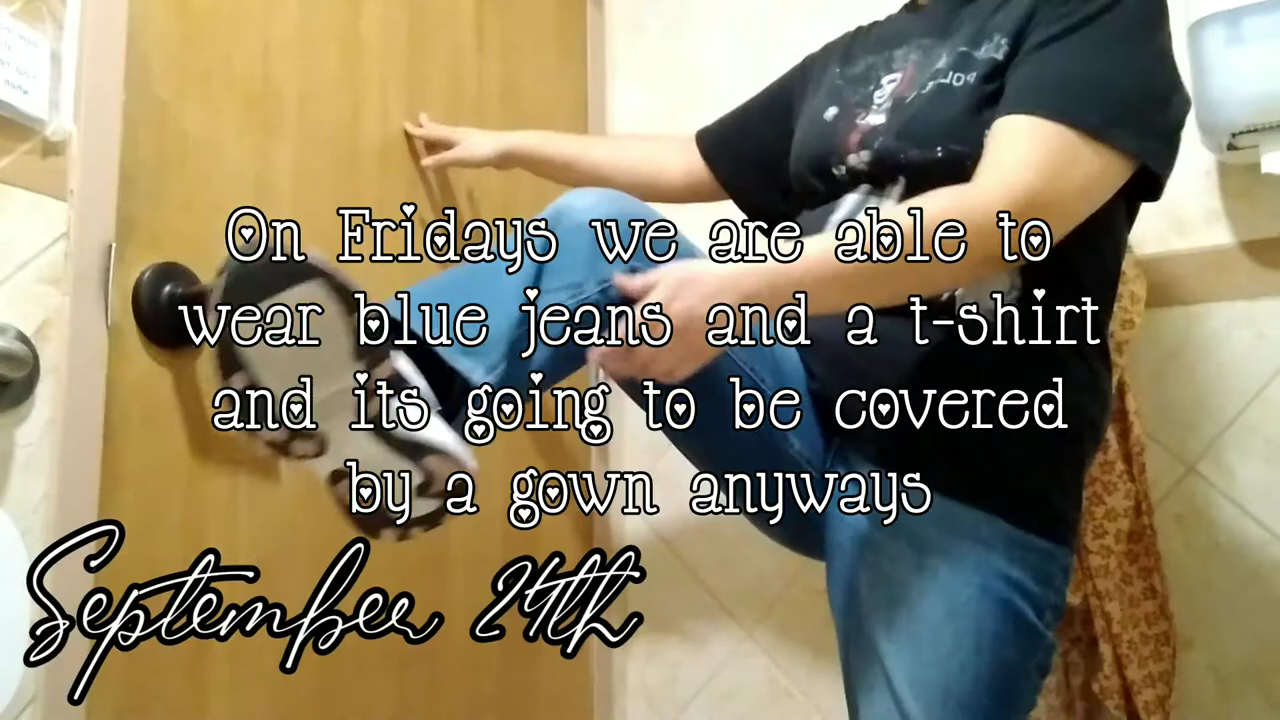 On Fridays we are able to
wear blue jeans and a t-shirt
and its going to be covered
by a gown anyways
September 24th